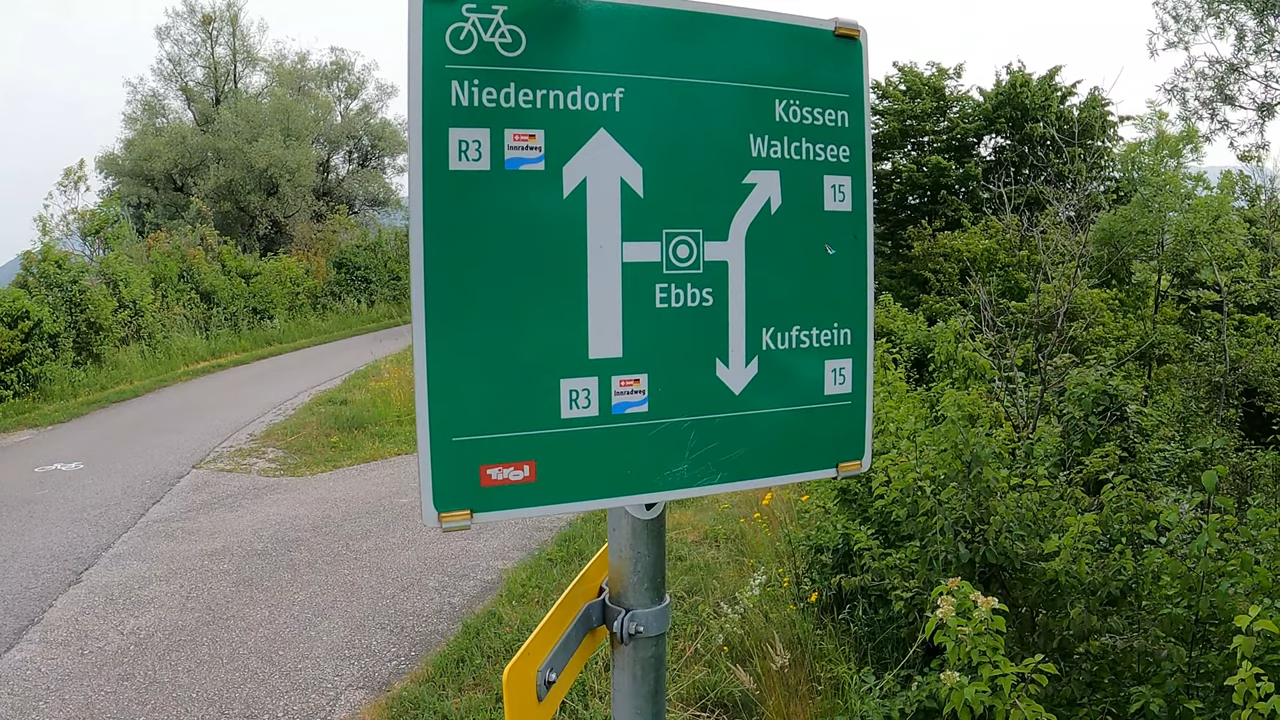 Niederndorf
R3 Innradweg
Kössen
Walchsee
15
Ebbs
Kufstein
15
R3 Innradweg
Tirol